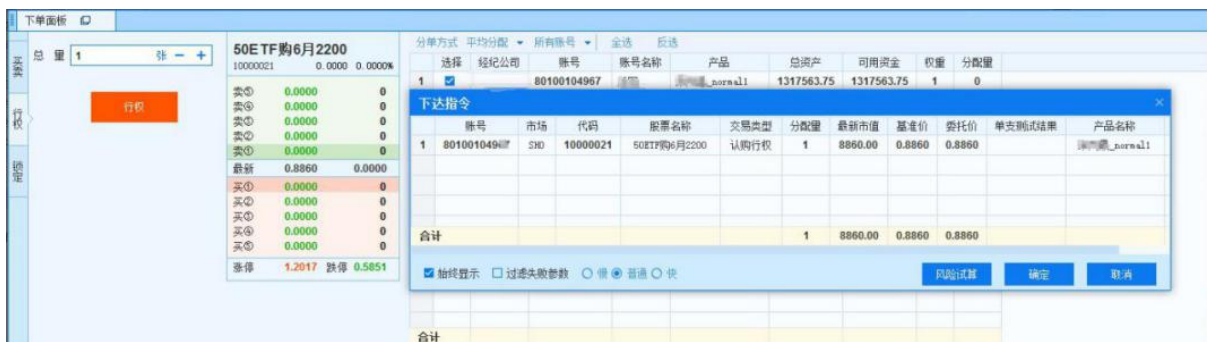 下单面板
买卖
行权
锁定
总 量 1 张 − +
行权
50ETF购6月2200
10000021 0.0000 0.0000%
卖⑤ 0.0000 0
卖④ 0.0000 0
卖③ 0.0000 0
卖② 0.0000 0
卖① 0.0000 0
最新 0.8860 0.0000
买① 0.0000 0
买② 0.0000 0
买③ 0.0000 0
买④ 0.0000 0
买⑤ 0.0000 0
涨停 1.2017 跌停 0.5851
分单方式 平均分配 所有账号 全选 反选
选择 经纪公司 账号 账号名称 产品 总资产 可用资金 权重 分配量
1 80100104967 _normal1 1317563.75 1317563.75 1 0
下达指令 ×
账号 市场 代码 股票名称 交易类型 分配量 最新市值 基准价 委托价 单支测试结果 产品名称
1 801001049 SHO 10000021 50ETF购6月2200 认购行权 1 8860.00 0.8860 0.8860 _normal1
合计 1 8860.00 0.8860 0.8860
始终显示 过滤失败参数 慢 普通 快 风险试算 确定 取消
合计